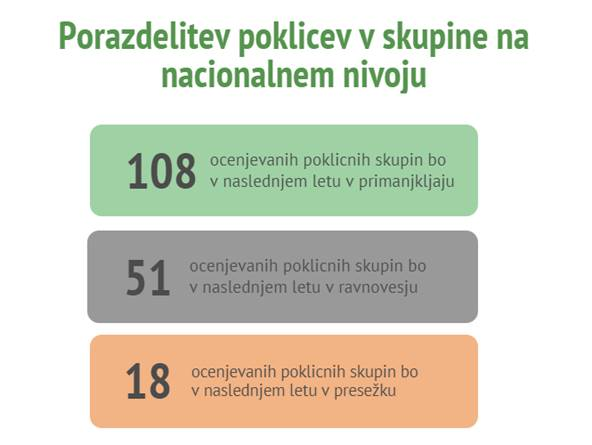 Porazdelitev poklicev v skupine na
nacionalnem nivoju
108
ocenjevanih poklicnih skupin bo
v naslednjem letu v primanjkljaju
51
ocenjevanih poklicnih skupin bo
v naslednjem letu v ravnovesju
18
ocenjevanih poklicnih skupin bo
v naslednjem letu v presežku